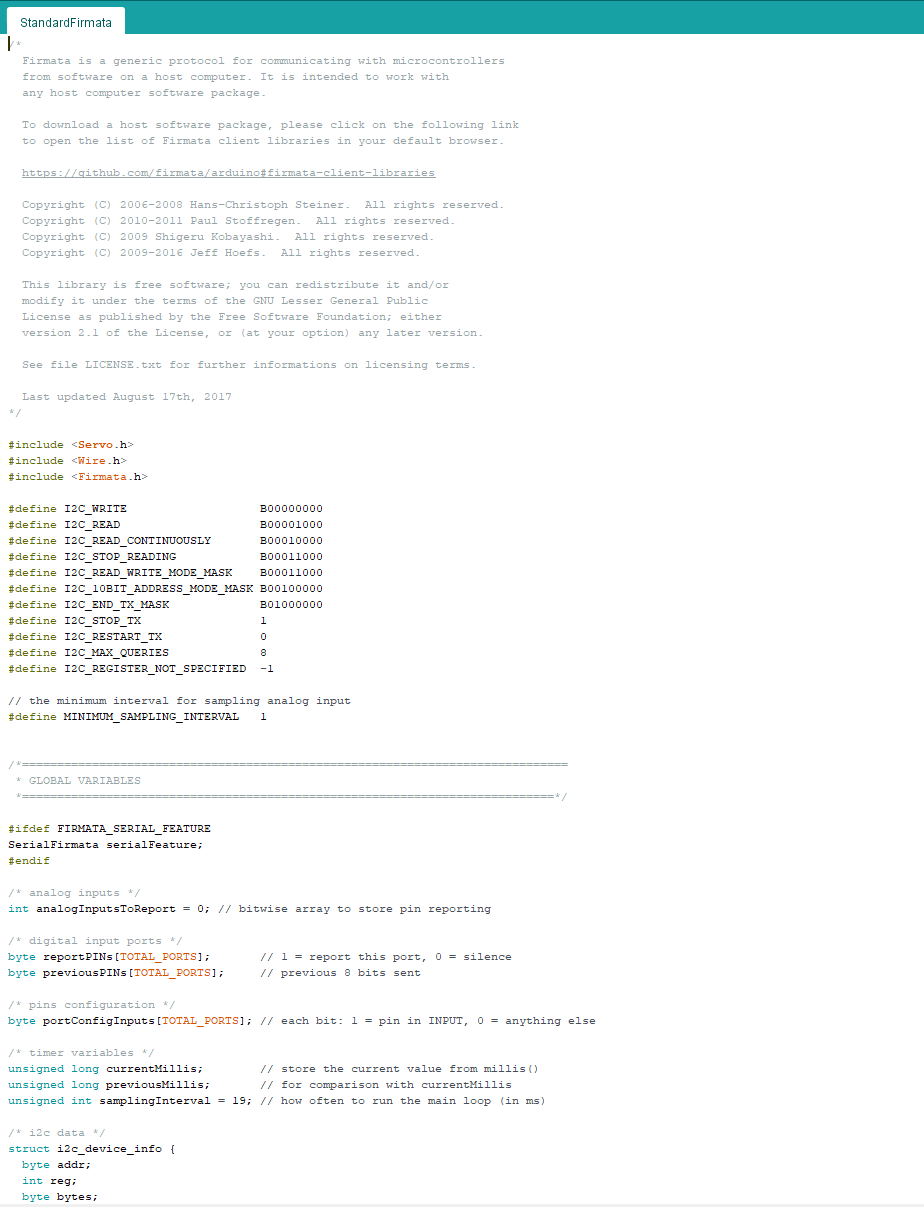 StandardFirmata
/*
  Firmata is a generic protocol for communicating with microcontrollers
  from software on a host computer. It is intended to work with
  any host computer software package.

  To download a host software package, please click on the following link
  to open the list of Firmata client libraries in your default browser.

  https://github.com/firmata/arduino#firmata-client-libraries

  Copyright (C) 2006-2008 Hans-Christoph Steiner.  All rights reserved.
  Copyright (C) 2010-2011 Paul Stoffregen.  All rights reserved.
  Copyright (C) 2009 Shigeru Kobayashi.  All rights reserved.
  Copyright (C) 2009-2016 Jeff Hoefs.  All rights reserved.

  This library is free software; you can redistribute it and/or
  modify it under the terms of the GNU Lesser General Public
  License as published by the Free Software Foundation; either
  version 2.1 of the License, or (at your option) any later version.

  See file LICENSE.txt for further informations on licensing terms.

  Last updated August 17th, 2017
*/

#include <Servo.h>
#include <Wire.h>
#include <Firmata.h>

#define I2C_WRITE                   B00000000
#define I2C_READ                    B00001000
#define I2C_READ_CONTINUOUSLY       B00010000
#define I2C_STOP_READING            B00011000
#define I2C_READ_WRITE_MODE_MASK    B00011000
#define I2C_10BIT_ADDRESS_MODE_MASK B00100000
#define I2C_END_TX_MASK             B01000000
#define I2C_STOP_TX                 1
#define I2C_RESTART_TX              0
#define I2C_MAX_QUERIES             8
#define I2C_REGISTER_NOT_SPECIFIED  -1

// the minimum interval for sampling analog input
#define MINIMUM_SAMPLING_INTERVAL   1


/*==============================================================================
 * GLOBAL VARIABLES
 *============================================================================*/

#ifdef FIRMATA_SERIAL_FEATURE
SerialFirmata serialFeature;
#endif

/* analog inputs */
int analogInputsToReport = 0; // bitwise array to store pin reporting

/* digital input ports */
byte reportPINs[TOTAL_PORTS];       // 1 = report this port, 0 = silence
byte previousPINs[TOTAL_PORTS];     // previous 8 bits sent

/* pins configuration */
byte portConfigInputs[TOTAL_PORTS]; // each bit: 1 = pin in INPUT, 0 = anything else

/* timer variables */
unsigned long currentMillis;        // store the current value from millis()
unsigned long previousMillis;       // for comparison with currentMillis
unsigned int samplingInterval = 19; // how often to run the main loop (in ms)

/* i2c data */
struct i2c_device_info {
  byte addr;
  int reg;
  byte bytes;